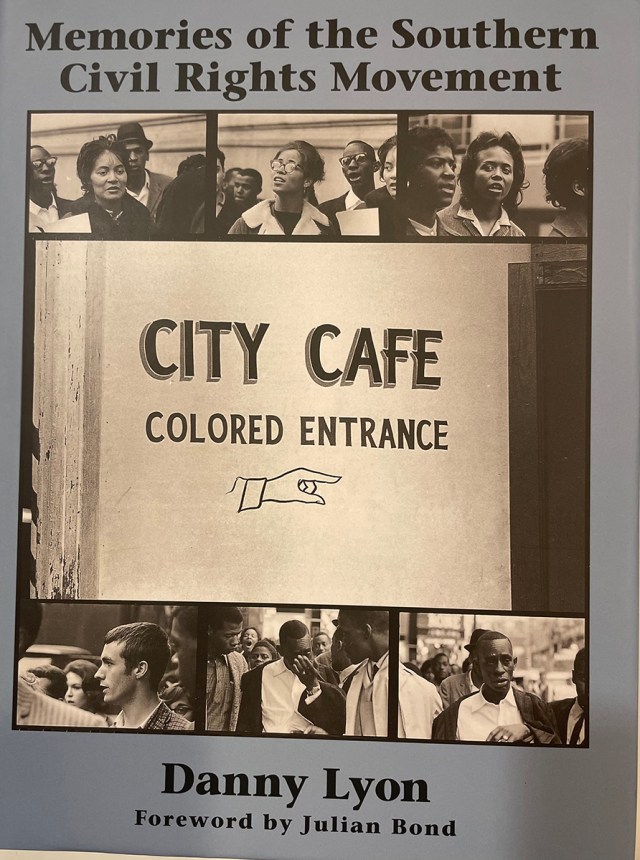 Memories of the Southern
Civil Rights Movement
CITY CAFE
COLORED ENTRANCE
Danny Lyon
Foreword by Julian Bond